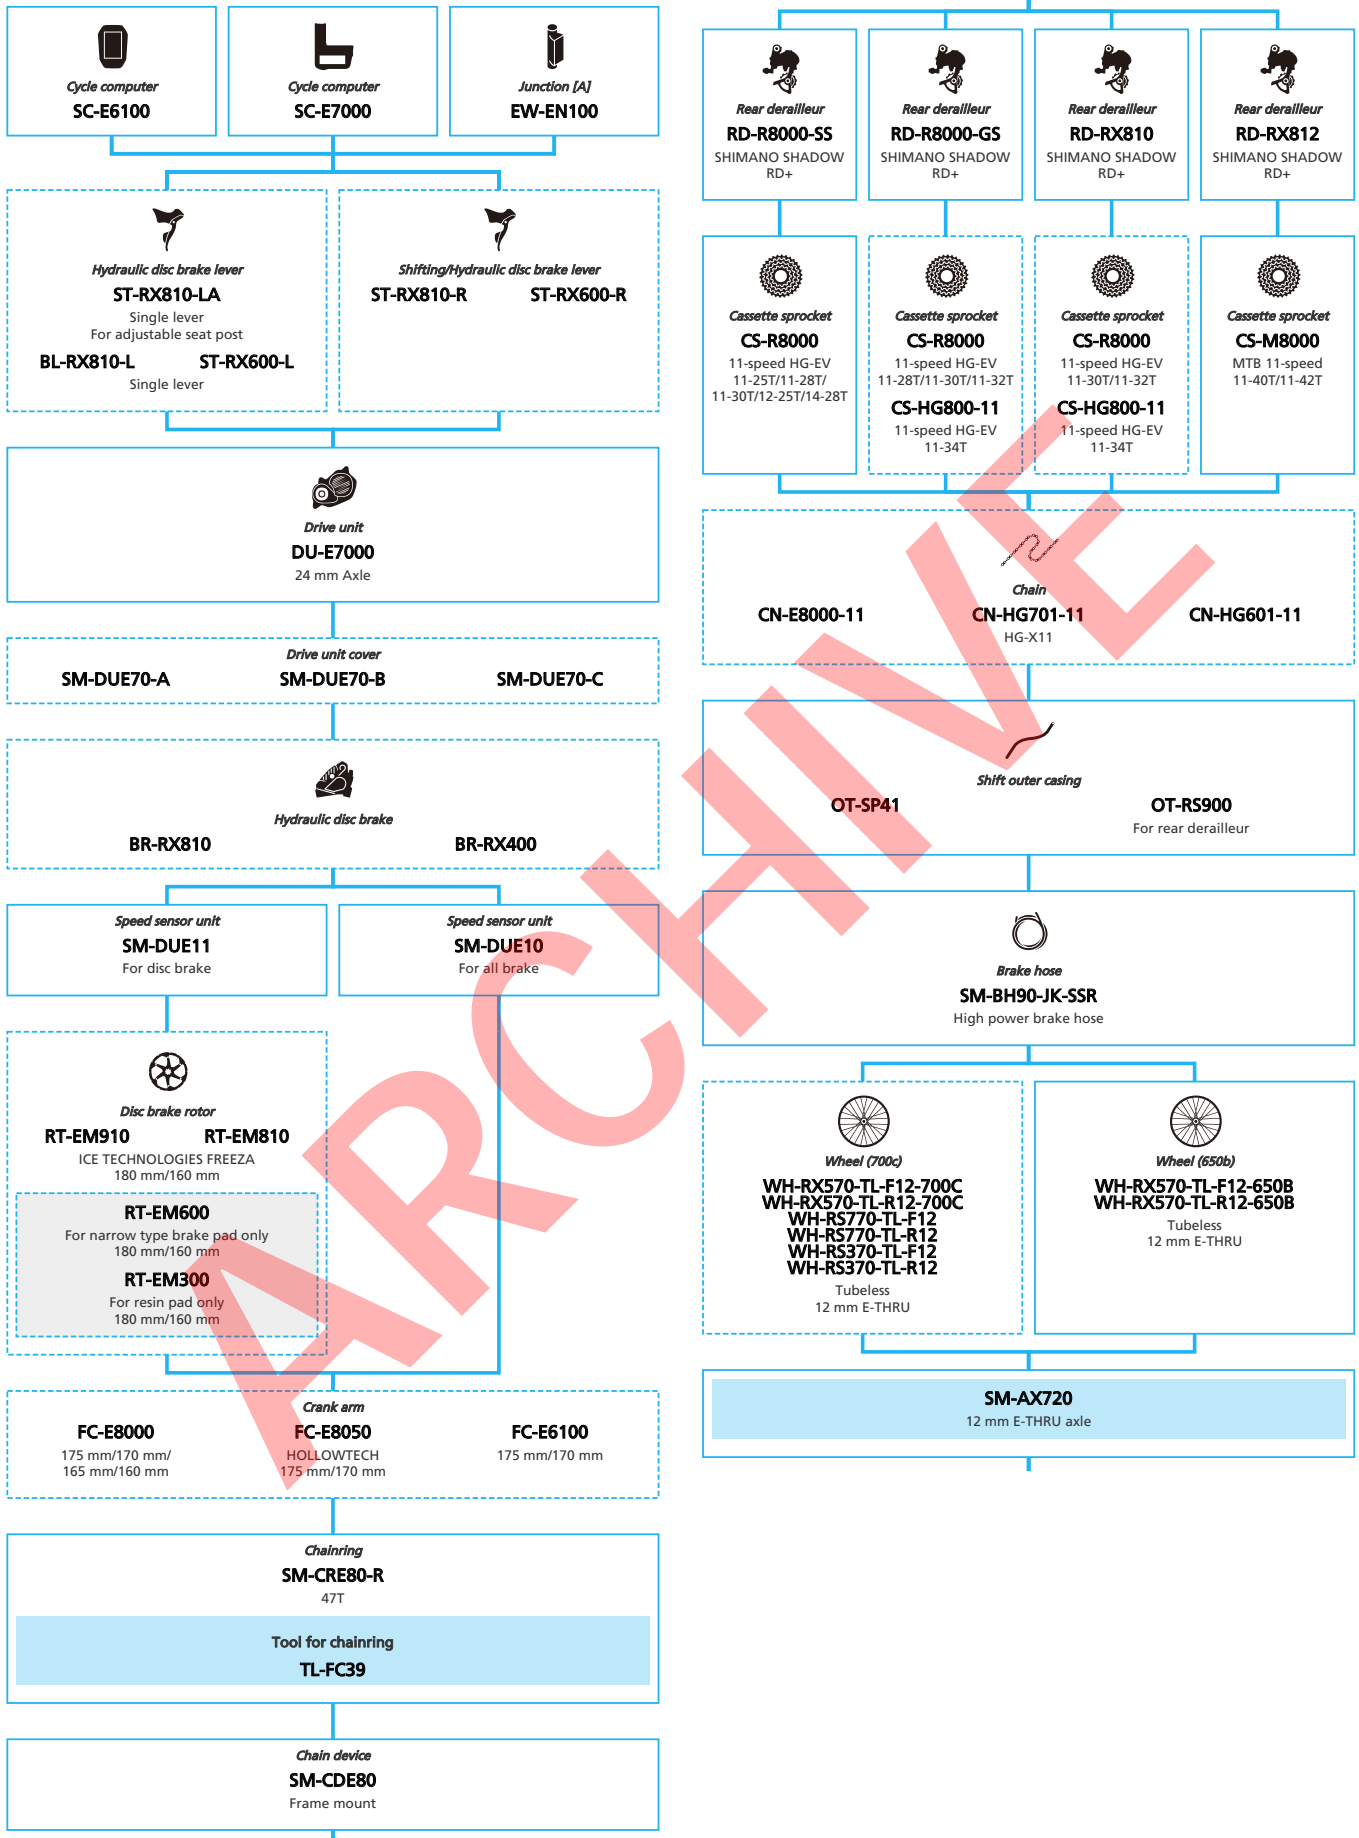 Cycle computer
SC-E6100
Cycle computer
SC-E7000
Junction [A]
EW-EN100
Hydraulic disc brake lever
ST-RX810-LA
Single lever
For adjustable seat post
BL-RX810-L ST-RX600-L
Single lever
Shifting/Hydraulic disc brake lever
ST-RX810-R ST-RX600-R
Drive unit
DU-E7000
24 mm Axle
Drive unit cover
SM-DUE70-A SM-DUE70-B SM-DUE70-C
Hydraulic disc brake
BR-RX810 BR-RX400
Speed sensor unit
SM-DUE11
For disc brake
Speed sensor unit
SM-DUE10
For all brake
Disc brake rotor
RT-EM910 RT-EM810
ICE TECHNOLOGIES FREEZA
180 mm/160 mm
RT-EM600
For narrow type brake pad only
180 mm/160 mm
RT-EM300
For resin pad only
180 mm/160 mm
Crank arm
FC-E8000
175 mm/170 mm/
165 mm/160 mm
FC-E8050
HOLLOWTECH
175 mm/170 mm
FC-E6100
175 mm/170 mm
Chainring
SM-CRE80-R
47T
Tool for chainring
TL-FC39
Chain device
SM-CDE80
Frame mount
Rear derailleur
RD-R8000-SS
SHIMANO SHADOW
RD+
Rear derailleur
RD-R8000-GS
SHIMANO SHADOW
RD+
Rear derailleur
RD-RX810
SHIMANO SHADOW
RD+
Rear derailleur
RD-RX812
SHIMANO SHADOW
RD+
Cassette sprocket
CS-R8000
11-speed HG-EV
11-25T/11-28T/
11-30T/12-25T/14-28T
Cassette sprocket
CS-R8000
11-speed HG-EV
11-28T/11-30T/11-32T
CS-HG800-11
11-speed HG-EV
11-34T
Cassette sprocket
CS-R8000
11-speed HG-EV
11-30T/11-32T
CS-HG800-11
11-speed HG-EV
11-34T
Cassette sprocket
CS-M8000
MTB 11-speed
11-40T/11-42T
Chain
CN-E8000-11 CN-HG701-11 CN-HG601-11
HG-X11
Shift outer casing
OT-SP41 OT-RS900
For rear derailleur
Brake hose
SM-BH90-JK-SSR
High power brake hose
Wheel (700c)
WH-RX570-TL-F12-700C
WH-RX570-TL-R12-700C
WH-RS770-TL-F12
WH-RS770-TL-R12
WH-RS370-TL-F12
WH-RS370-TL-R12
Tubeless
12 mm E-THRU
Wheel (650b)
WH-RX570-TL-F12-650B
WH-RX570-TL-R12-650B
Tubeless
12 mm E-THRU
SM-AX720
12 mm E-THRU axle
ARCHIVE